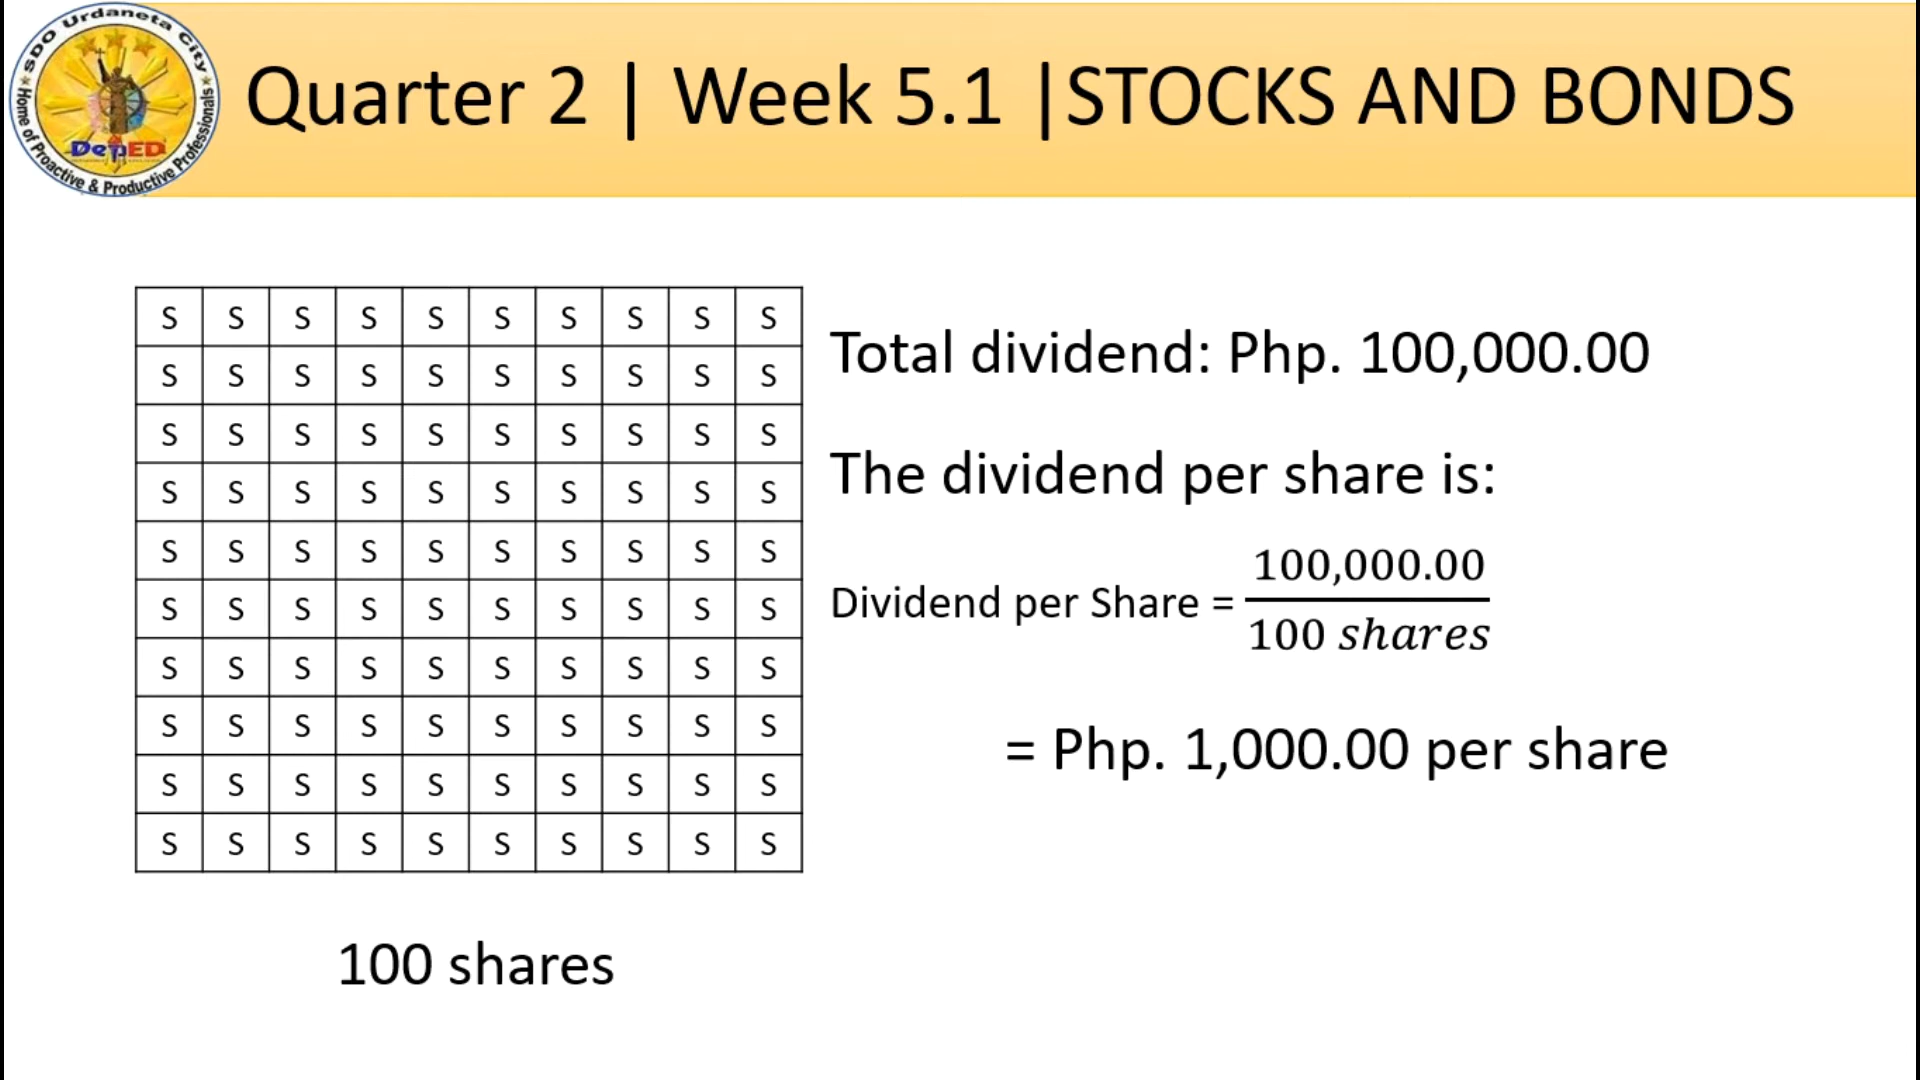 SDO Urdaneta City
Home of Proactive & Productive Professionals
DepED
Quarter 2 | Week 5.1 |STOCKS AND BONDS
S S S S S S S S S S
S S S S S S S S S S
S S S S S S S S S S
S S S S S S S S S S
S S S S S S S S S S
S S S S S S S S S S
S S S S S S S S S S
S S S S S S S S S S
S S S S S S S S S S
S S S S S S S S S S
100 shares
Total dividend: Php. 100,000.00
The dividend per share is:
Dividend per Share = 100,000.00
100 shares
= Php. 1,000.00 per share